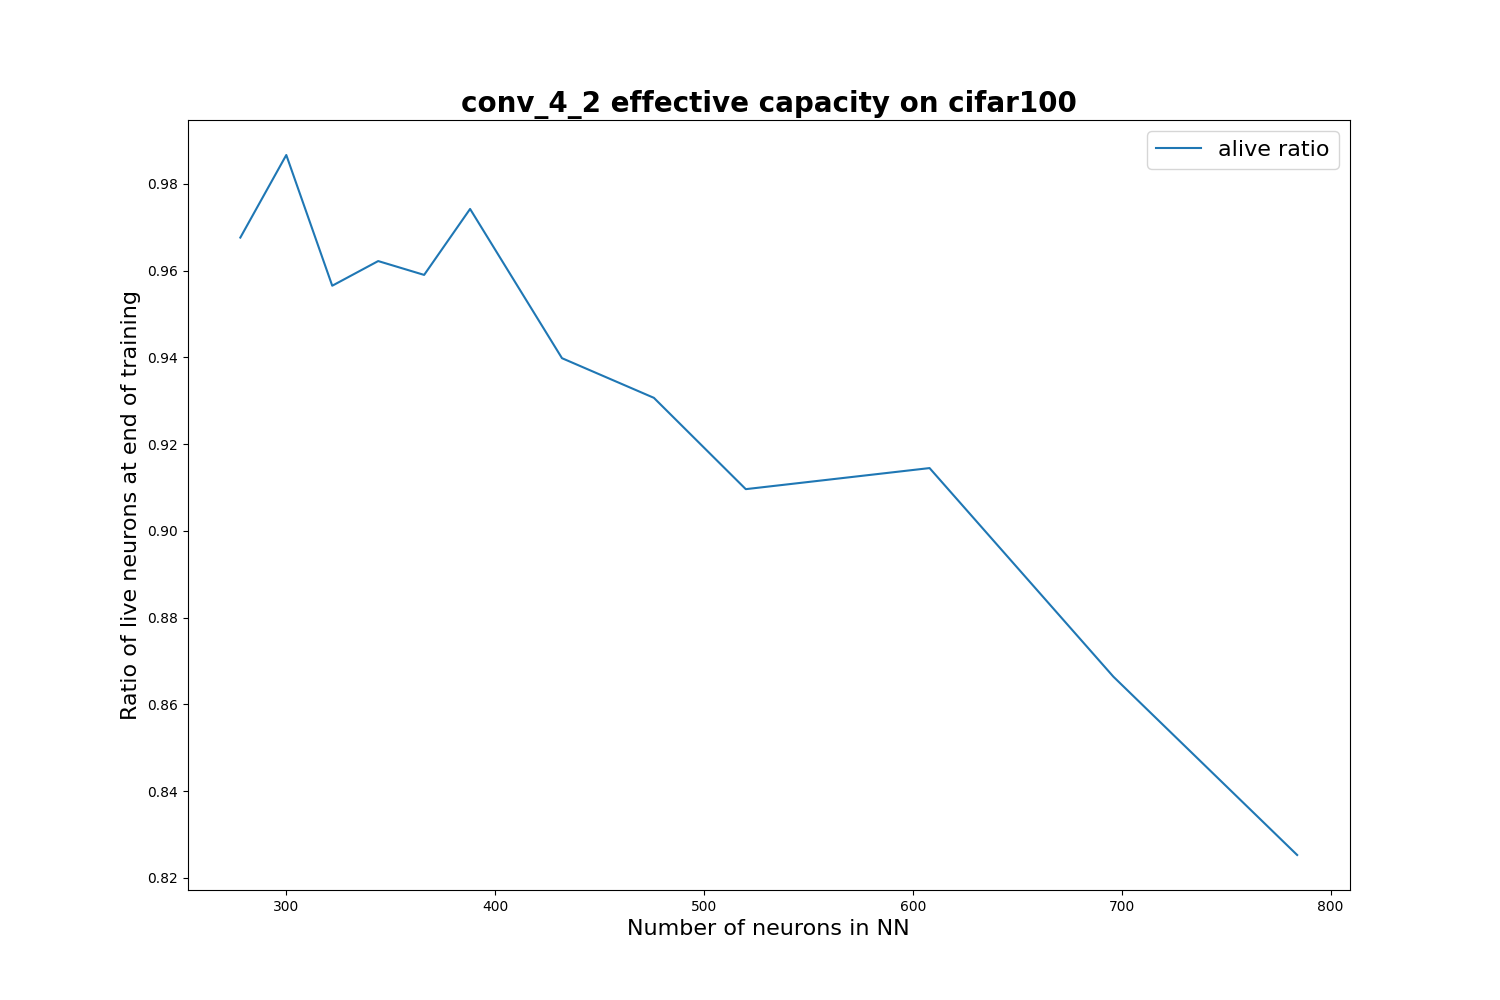 conv_4_2 effective capacity on cifar100
alive ratio
Ratio of live neurons at end of training
0.98
0.96
0.94
0.92
0.90
0.88
0.86
0.84
0.82
300 400 500 600 700 800
Number of neurons in NN